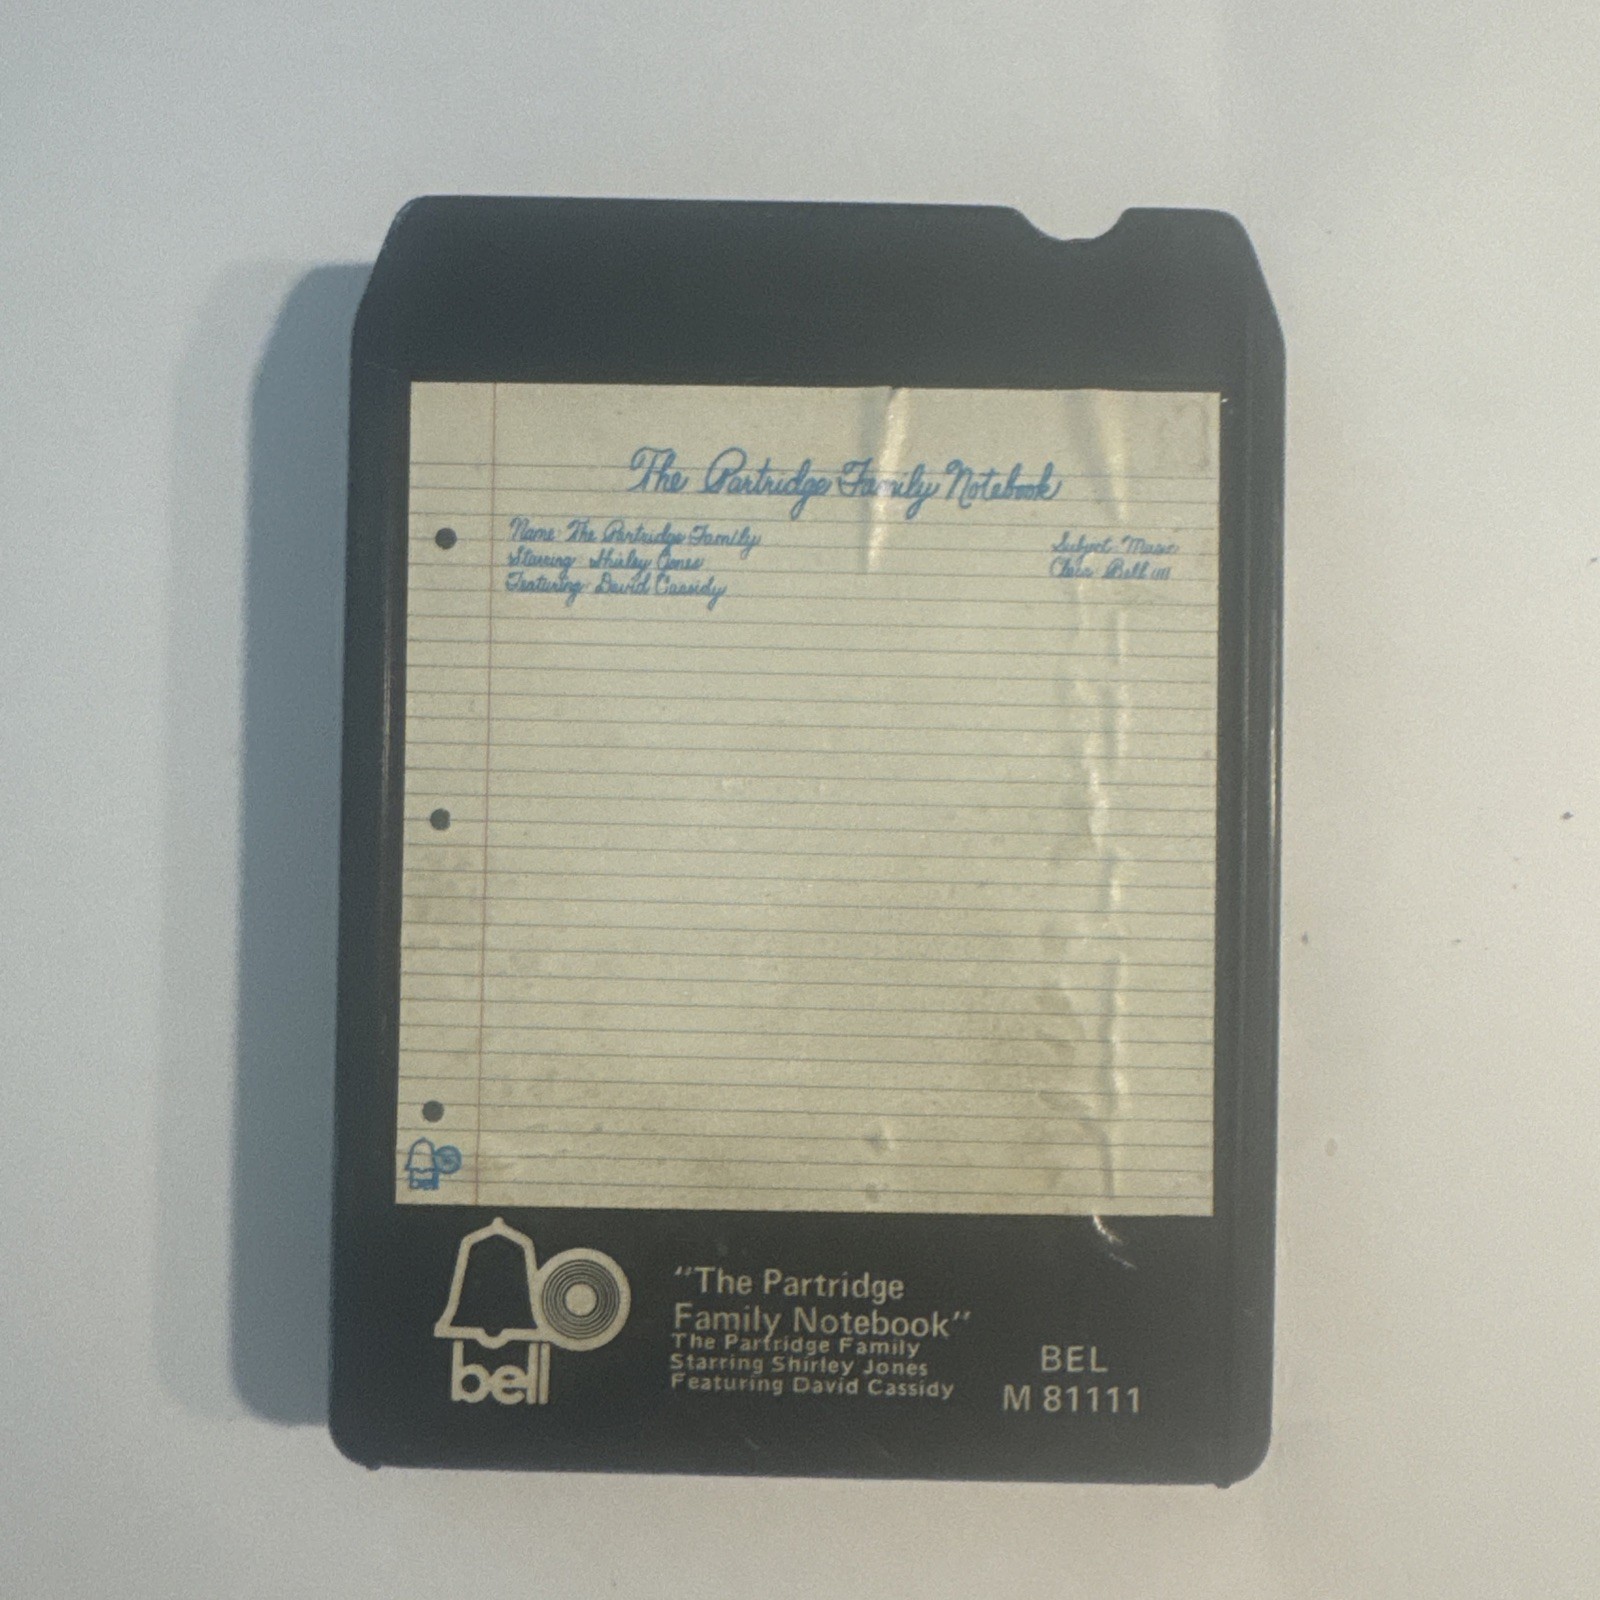 The Partridge Family Notebook
Name: The Partridge Family
Starring: Shirley Jones
Featuring: David Cassidy
Subject: Music
Class: Bell 1111
bell
bell
"The Partridge
Family Notebook"
The Partridge Family
Starring Shirley Jones
Featuring David Cassidy
BEL
M 81111